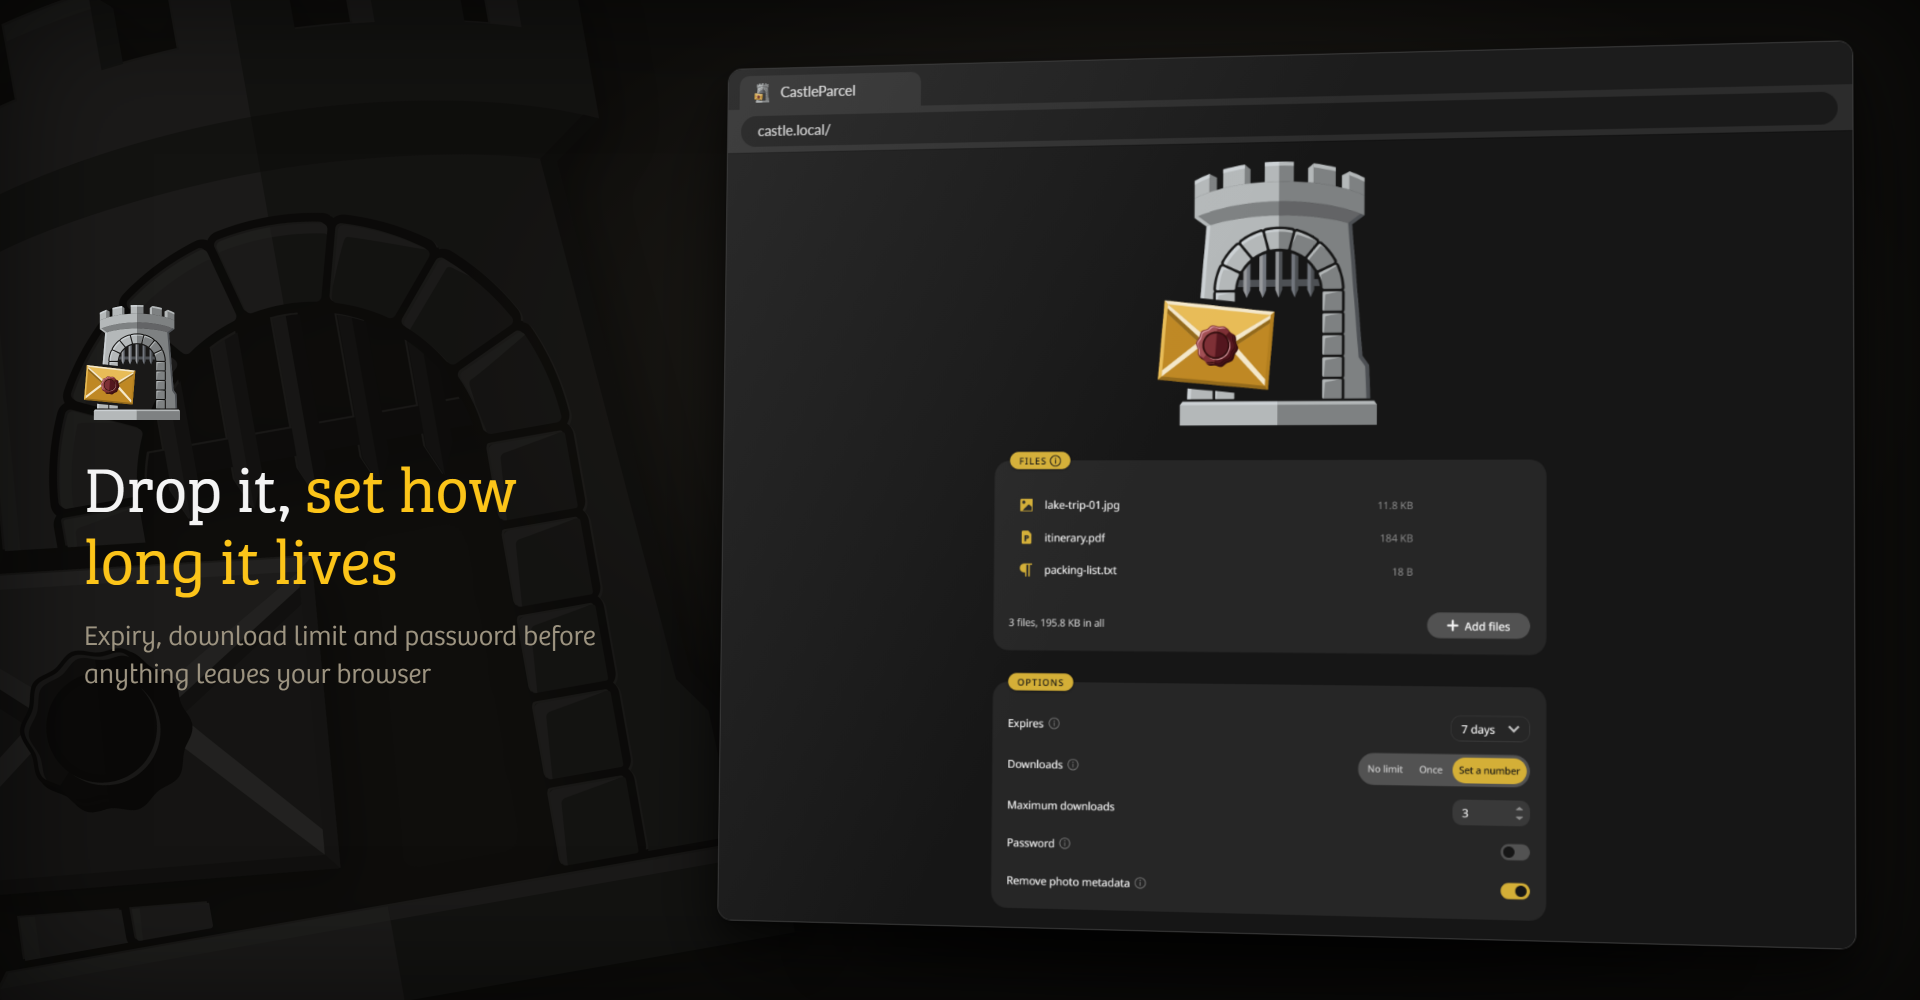 CastleParcel
castle.local/
Drop it, set how
long it lives
Expiry, download limit and password before
anything leaves your browser
FILES
lake-trip-01.jpg 11.8 KB
itinerary.pdf 184 KB
packing-list.txt 18 B
3 files, 195.8 KB in all
Add files
OPTIONS
Expires 7 days
Downloads No limit Once Set a number
Maximum downloads 3
Password
Remove photo metadata